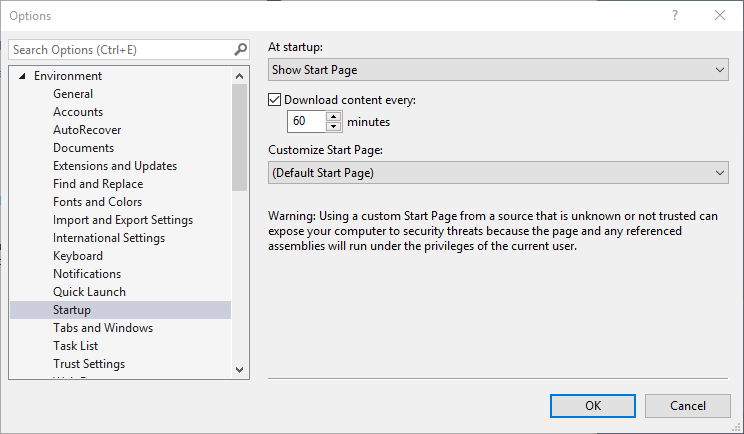 Options
Search Options (Ctrl+E)
Environment
General
Accounts
AutoRecover
Documents
Extensions and Updates
Find and Replace
Fonts and Colors
Import and Export Settings
International Settings
Keyboard
Notifications
Quick Launch
Startup
Tabs and Windows
Task List
Trust Settings
At startup:
Show Start Page
Download content every:
60 minutes
Customize Start Page:
(Default Start Page)
Warning: Using a custom Start Page from a source that is unknown or not trusted can
expose your computer to security threats because the page and any referenced
assemblies will run under the privileges of the current user.
OK
Cancel